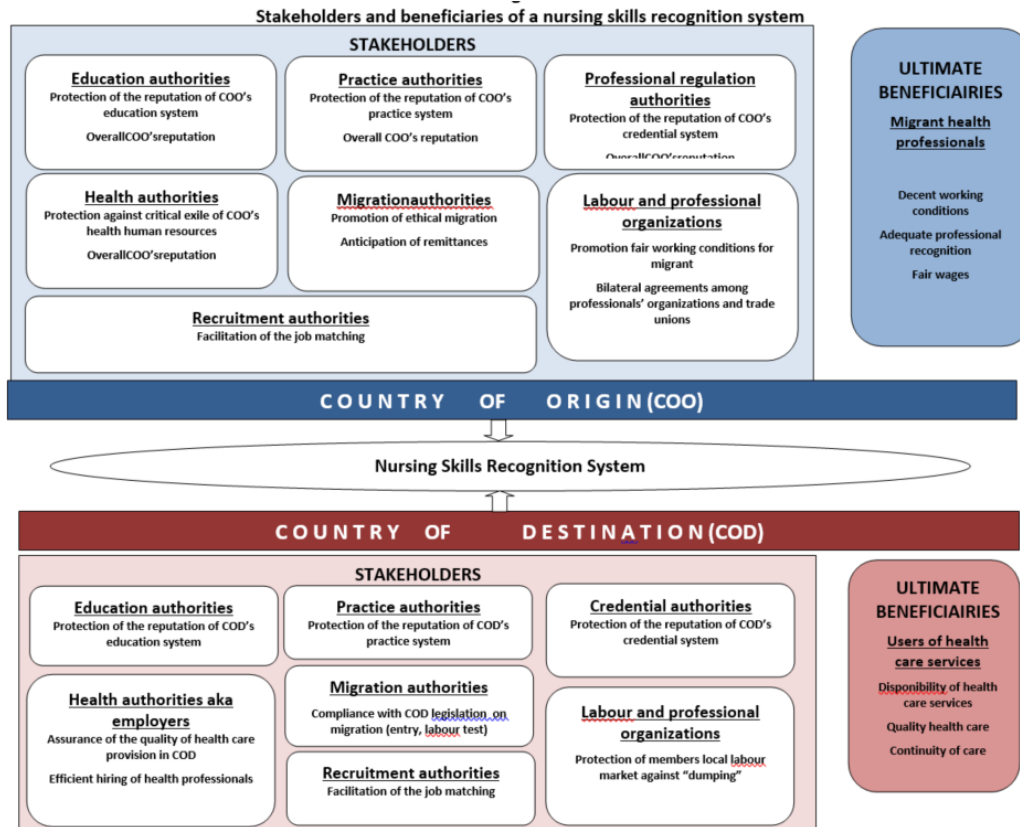 Stakeholders and beneficiaries of a nursing skills recognition system
STAKEHOLDERS
Education authorities
Protection of the reputation of COO's
education system
OverallCOO'sreputation
Practice authorities
Protection of the reputation of COO's
practice system
Overall COO's reputation
Professional regulation
authorities
Protection of the reputation of COO's
credential system
OverallCOO'sreputation
Health authorities
Protection against critical exile of COO's
health human resources
OverallCOO'sreputation
Migrationauthorities
Promotion of ethical migration
Anticipation of remittances
Labour and professional
organizations
Promotion fair working conditions for
migrant
Bilateral agreements among
professionals' organizations and trade
unions
Recruitment authorities
Facilitation of the job matching
ULTIMATE
BENEFICIAIRIES
Migrant health
professionals
Decent working
conditions
Adequate professional
recognition
Fair wages
COUNTRY OF ORIGIN (COO)
Nursing Skills Recognition System
COUNTRY OF DESTINATION (COD)
STAKEHOLDERS
Education authorities
Protection of the reputation of COD's
education system
Practice authorities
Protection of the reputation of COD's
practice system
Credential authorities
Protection of the reputation of COD's
credential system
Health authorities aka
employers
Assurance of the quality of health care
provision in COD
Efficient hiring of health professionals
Migration authorities
Compliance with COD legislation on
migration (entry, labour test)
Recruitment authorities
Facilitation of the job matching
Labour and professional
organizations
Protection of members local labour
market against "dumping"
ULTIMATE
BENEFICIAIRIES
Users of health
care services
Disponibility of health
care services
Quality health care
Continuity of care